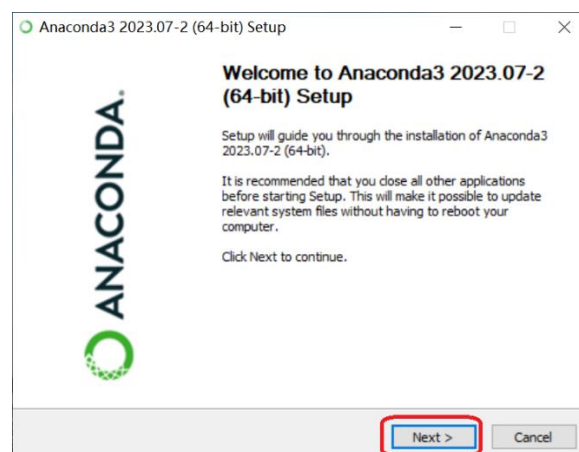 Anaconda3 2023.07-2 (64-bit) Setup
ANACONDA.
Welcome to Anaconda3 2023.07-2
(64-bit) Setup
Setup will guide you through the installation of Anaconda3
2023.07-2 (64-bit).
It is recommended that you close all other applications
before starting Setup. This will make it possible to update
relevant system files without having to reboot your
computer.
Click Next to continue.
Next >
Cancel